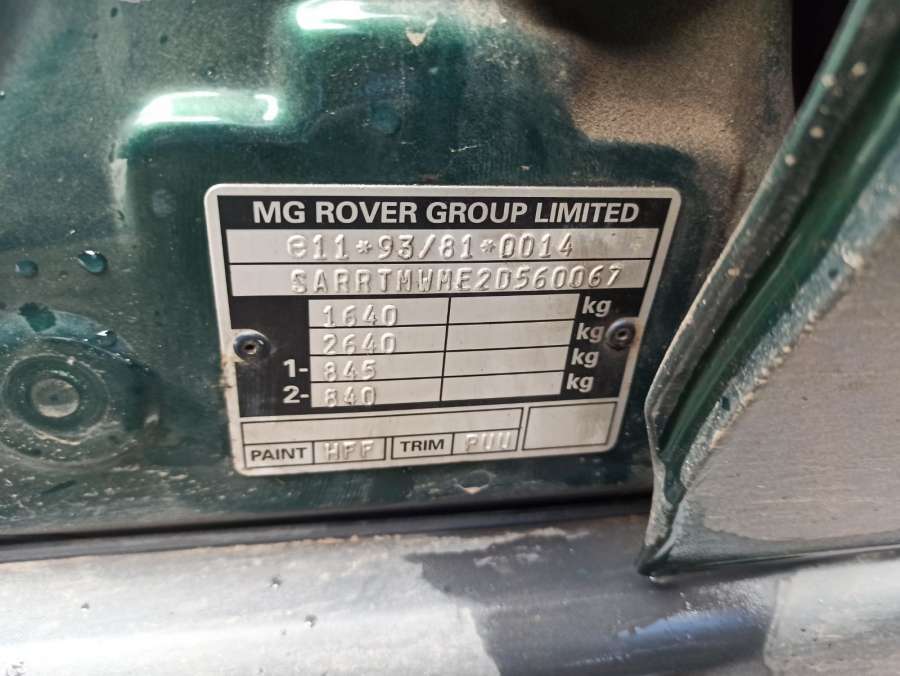 MG ROVER GROUP LIMITED
e11*93/81*0014
SARRTMWME2D560067
1640 kg
2640 kg
1- 845 kg
2- 840 kg
PAINT HFF TRIM PUU